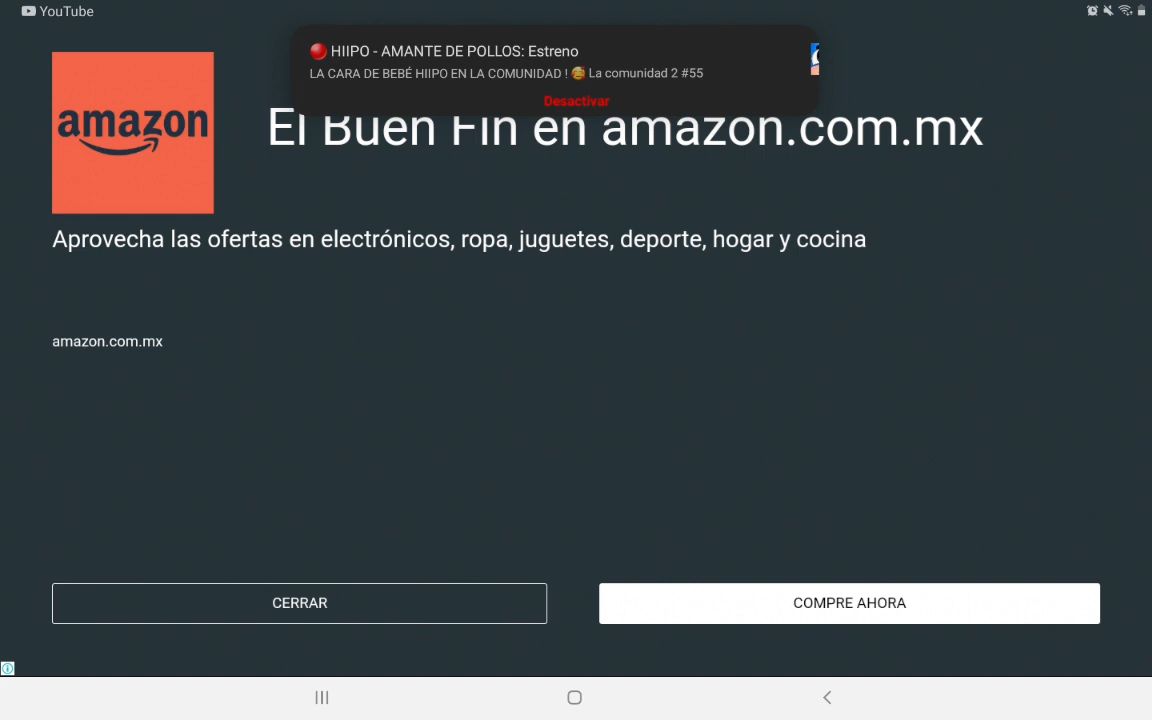 YouTube
🔴 HIIPO - AMANTE DE POLLOS: Estreno
LA CARA DE BEBÉ HIIPO EN LA COMUNIDAD ! 🥰 La comunidad 2 #55
Desactivar
amazon
El Buen Fin en amazon.com.mx
Aprovecha las ofertas en electrónicos, ropa, juguetes, deporte, hogar y cocina
amazon.com.mx
CERRAR
COMPRE AHORA